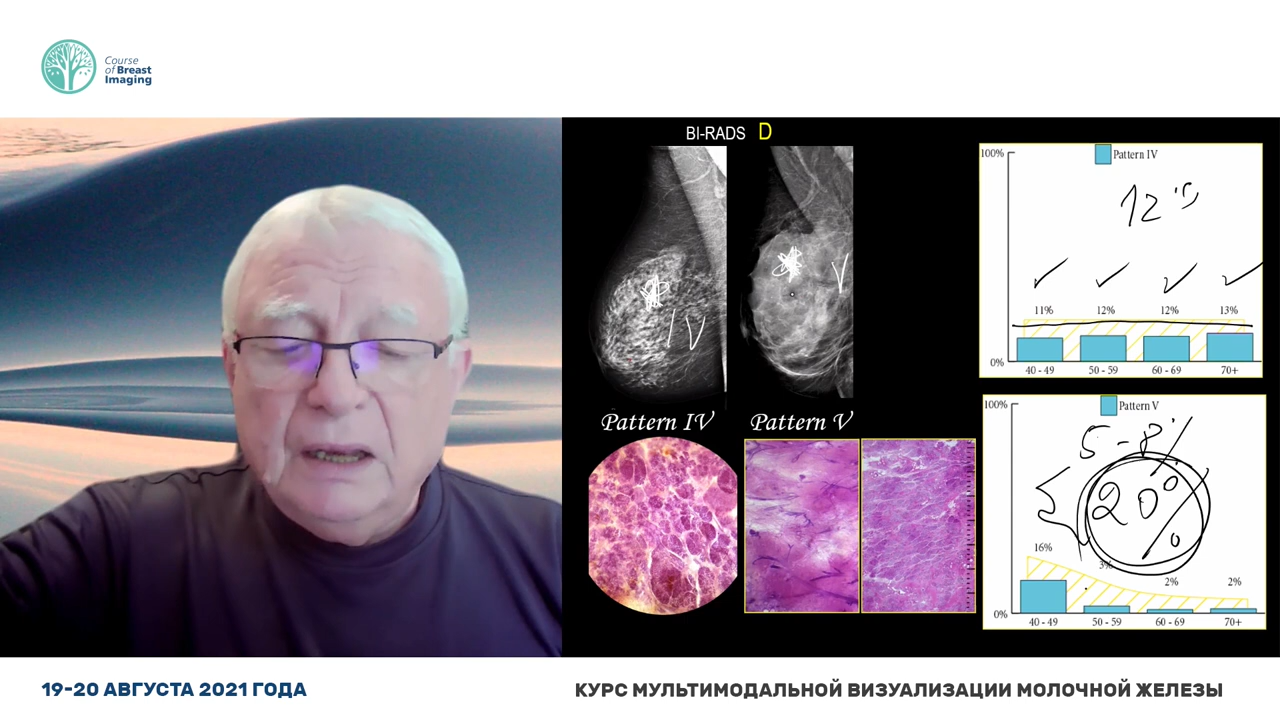 Course
of Breast
Imaging
BI-RADS D
IV
V
Pattern IV
Pattern V
100%
Pattern IV
11%
12%
12%
13%
0%
40 - 49
50 - 59
60 - 69
70+
100%
Pattern V
5-8%
20%
16%
3%
2%
2%
0%
40 - 49
50 - 59
60 - 69
70+
19-20 АВГУСТА 2021 ГОДА
КУРС МУЛЬТИМОДАЛЬНОЙ ВИЗУАЛИЗАЦИИ МОЛОЧНОЙ ЖЕЛЕЗЫ